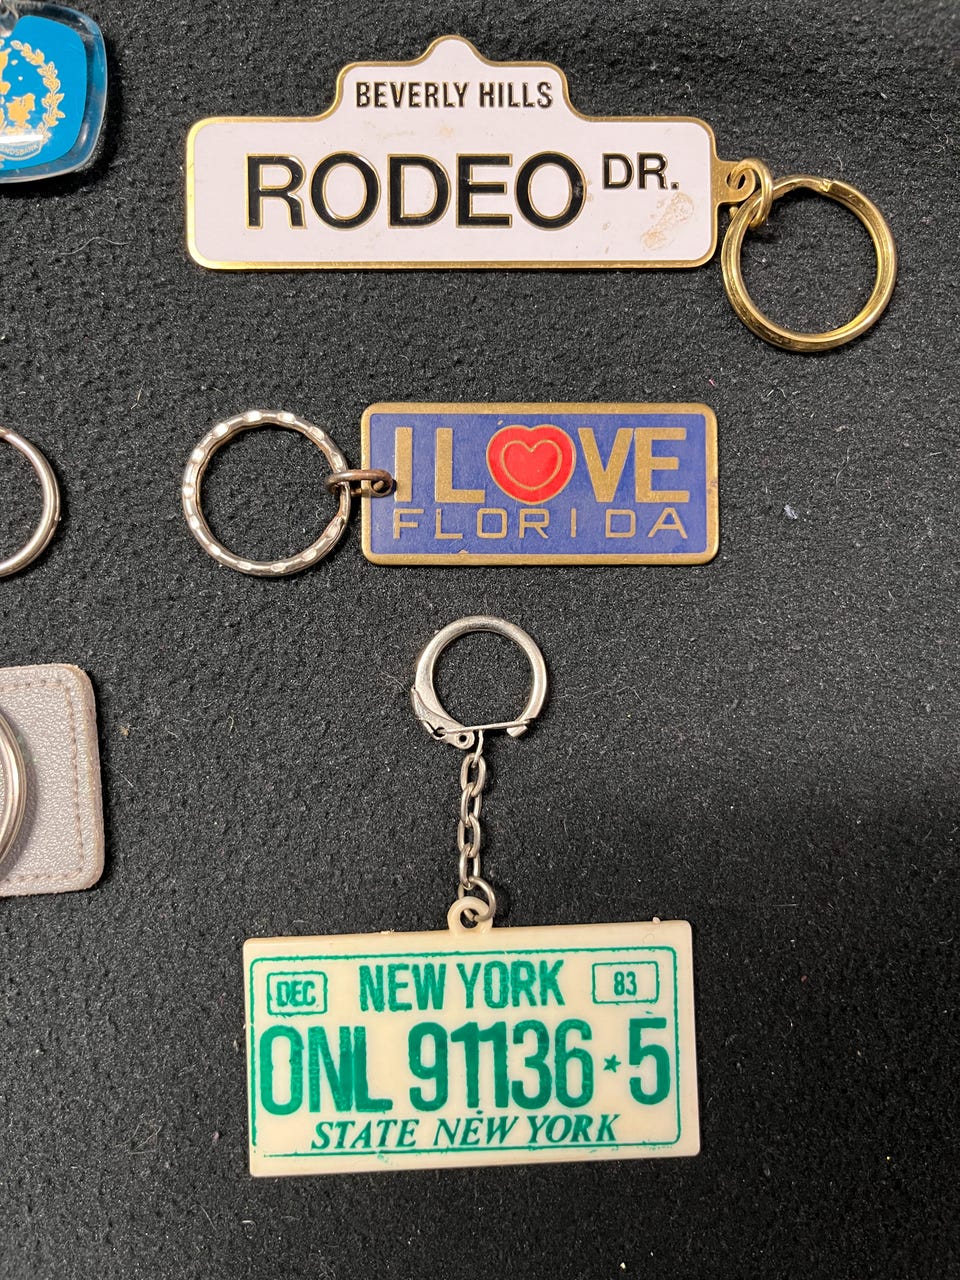 BEVERLY HILLS
RODEO DR.
I LOVE
FLORIDA
DEC NEW YORK 83
ONL 91136*5
STATE NEW YORK